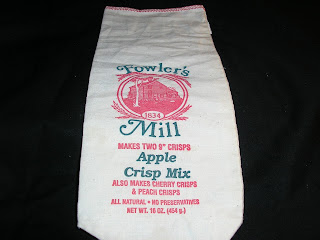 Fowler's
1834
Mill
MAKES TWO 9" CRISPS
Apple
Crisp Mix
ALSO MAKES CHERRY CRISPS
& PEACH CRISPS
ALL NATURAL • NO PRESERVATIVES
NET WT. 16 OZ. (454 g.)